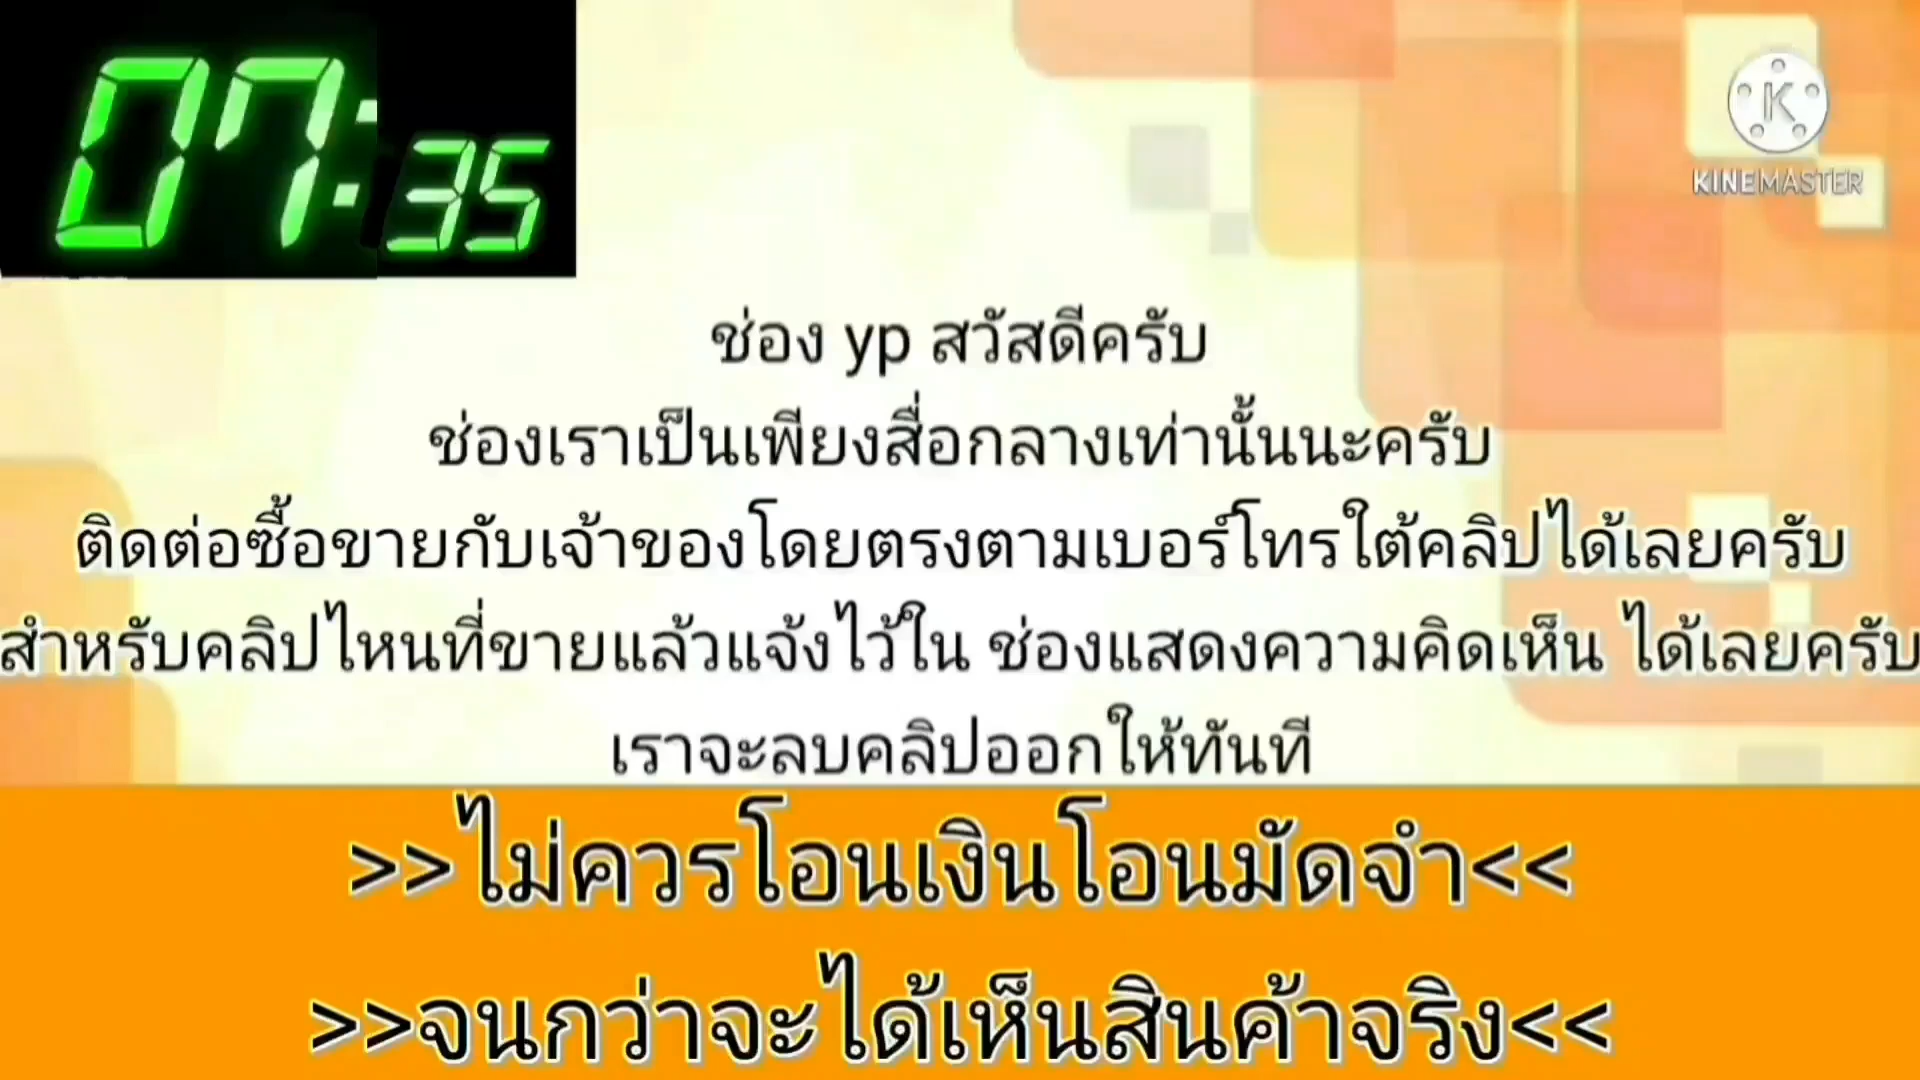 07:35
KINEMASTER
ช่อง yp สวัสดีครับ
ช่องเราเป็นเพียงสื่อกลางเท่านั้นนะครับ
ติดต่อซื้อขายกับเจ้าของโดยตรงตามเบอร์โทรใต้คลิปได้เลยครับ
สำหรับคลิปไหนที่ขายแล้วแจ้งไว้ใน ช่องแสดงความคิดเห็น ได้เลยครับ
เราจะลบคลิปออกให้ทันที
>>ไม่ควรโอนเงินโอนมัดจำ<<
>>จนกว่าจะได้เห็นสินค้าจริง<<